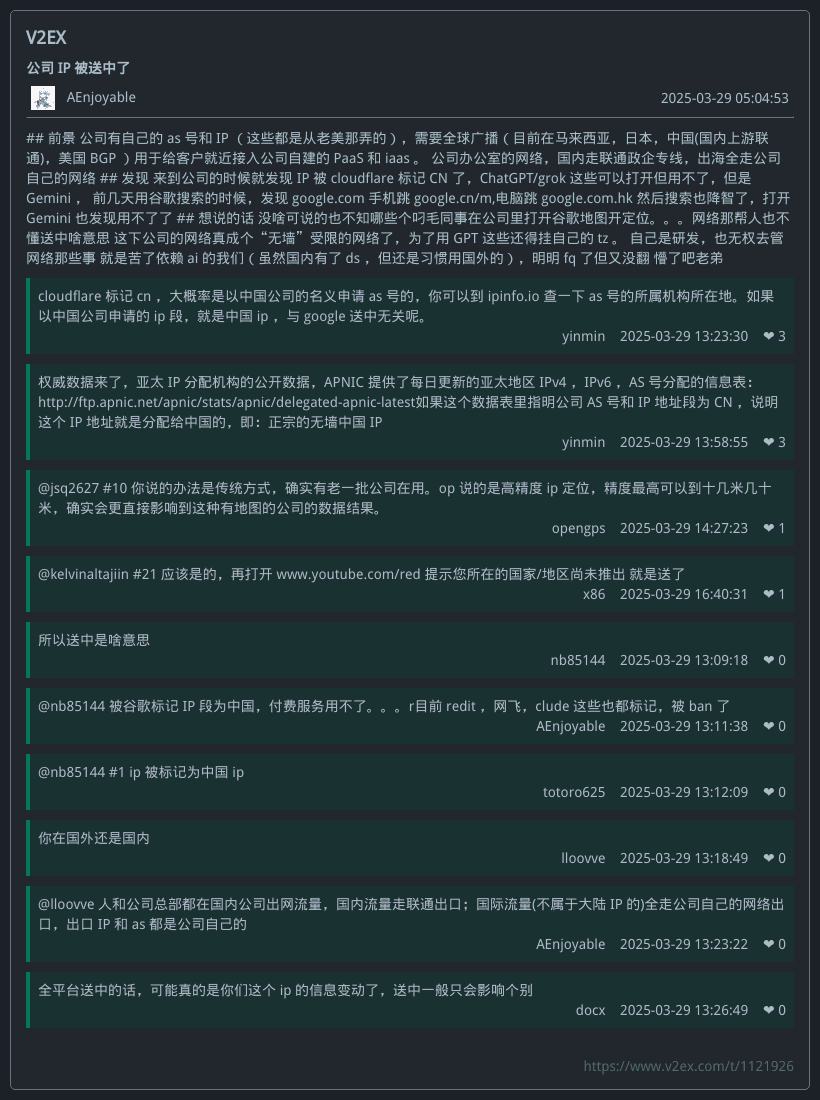 V2EX
公司 IP 被送中了
AEnjoyable
2025-03-29 05:04:53
## 前景 公司有自己的 as 号和 IP （ 这些都是从老美那弄的 ），需要全球广播（ 目前在马来西亚，日本，中国(国内上游联
通)，美国 BGP ）用于给客户就近接入公司自建的 PaaS 和 iaas 。 公司办公室的网络，国内走联通政企专线，出海全走公司
自己的网络 ## 发现 来到公司的时候就发现 IP 被 cloudflare 标记 CN 了，ChatGPT/grok 这些可以打开但用不了，但是
Gemini ， 前几天用谷歌搜索的时候，发现 google.com 手机跳 google.cn/m,电脑跳 google.com.hk 然后搜索也降智了，打开
Gemini 也发现用不了了 ## 想说的话 没啥可说的也不知哪些个叼毛同事在公司里打开谷歌地图开定位。。。网络那帮人也不
懂送中啥意思 这下公司的网络真成个“无墙”受限的网络了，为了用 GPT 这些还得挂自己的 tz 。 自己是研发，也无权去管
网络那些事 就是苦了依赖 ai 的我们（ 虽然国内有了 ds ，但还是习惯用国外的 ），明明 fq 了但又没翻 懵了吧老弟
cloudflare 标记 cn ，大概率是以中国公司的名义申请 as 号的，你可以到 ipinfo.io 查一下 as 号的所属机构所在地。如果
以中国公司申请的 ip 段，就是中国 ip ，与 google 送中无关呢。
yinmin 2025-03-29 13:23:30 ❤ 3
权威数据来了，亚太 IP 分配机构的公开数据，APNIC 提供了每日更新的亚太地区 IPv4 ，IPv6 ，AS 号分配的信息表：
http://ftp.apnic.net/apnic/stats/apnic/delegated-apnic-latest如果这个数据表里指明公司 AS 号和 IP 地址段为 CN ，说明
这个 IP 地址就是分配给中国的，即：正宗的无墙中国 IP
yinmin 2025-03-29 13:58:55 ❤ 3
@jsq2627 #10 你说的办法是传统方式，确实有老一批公司在用。op 说的是高精度 ip 定位，精度最高可以到十几米几十
米，确实会更直接影响到这种有地图的公司的数据结果。
opengps 2025-03-29 14:27:23 ❤ 1
@kelvinaltajiin #21 应该是的，再打开 www.youtube.com/red 提示您所在的国家/地区尚未推出 就是送了
x86 2025-03-29 16:40:31 ❤ 1
所以送中是啥意思
nb85144 2025-03-29 13:09:18 ❤ 0
@nb85144 被谷歌标记 IP 段为中国，付费服务用不了。。。r目前 redit ，网飞，clude 这些也都标记，被 ban 了
AEnjoyable 2025-03-29 13:11:38 ❤ 0
@nb85144 #1 ip 被标记为中国 ip
totoro625 2025-03-29 13:12:09 ❤ 0
你在国外还是国内
lloovve 2025-03-29 13:18:49 ❤ 0
@lloovve 人和公司总部都在国内公司出网流量，国内流量走联通出口；国际流量(不属于大陆 IP 的)全走公司自己的网络出
口，出口 IP 和 as 都是公司自己的
AEnjoyable 2025-03-29 13:23:22 ❤ 0
全平台送中的话，可能真的是你们这个 ip 的信息变动了，送中一般只会影响个别
docx 2025-03-29 13:26:49 ❤ 0
https://www.v2ex.com/t/1121926